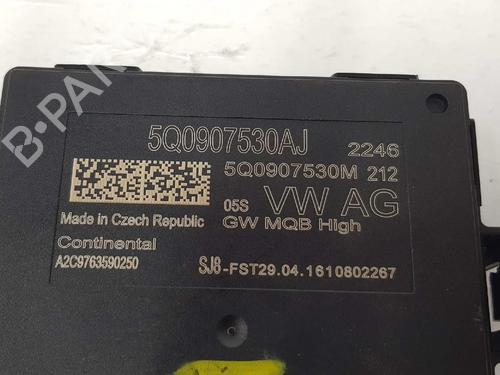 5Q0907530AJ 2246
5Q0907530M 212
05S VW AG
Made in Czech Republic GW MQB High
Continental
A2C9763590250 SJ8-FST29.04.1610802267
B-PARTS